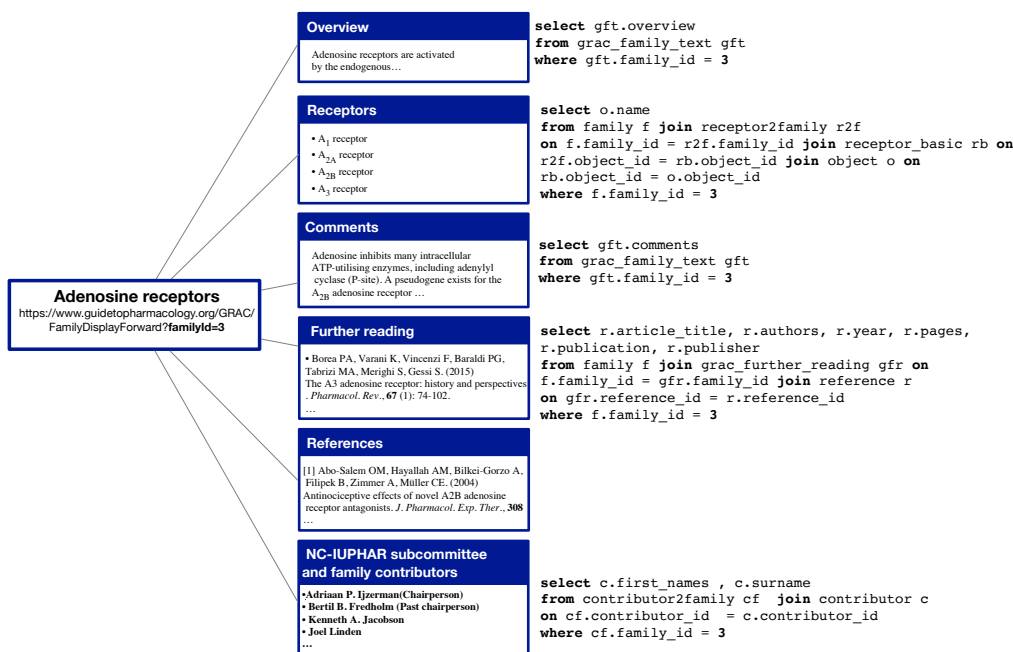 Overview
Adenosine receptors are activated
by the endogenous…
select gft.overview
from grac_family_text gft
where gft.family_id = 3
Receptors
• A1 receptor
• A2A receptor
• A2B receptor
• A3 receptor
select o.name
from family f join receptor2family r2f
on f.family_id = r2f.family_id join receptor_basic rb on
r2f.object_id = rb.object_id join object o on
rb.object_id = o.object_id
where f.family_id = 3
Comments
Adenosine inhibits many intracellular
ATP-utilising enzymes, including adenylyl
cyclase (P-site). A pseudogene exists for the
A2B adenosine receptor …
select gft.comments
from grac_family_text gft
where gft.family_id = 3
Adenosine receptors
https://www.guidetopharmacology.org/GRAC/
FamilyDisplayForward?familyId=3
Further reading
• Borea PA, Varani K, Vincenzi F, Baraldi PG,
Tabrizi MA, Merighi S, Gessi S. (2015)
The A3 adenosine receptor: history and perspectives
. Pharmacol. Rev., 67 (1): 74-102.
…
select r.article_title, r.authors, r.year, r.pages,
r.publication, r.publisher
from family f join grac_further_reading gfr on
f.family_id = gfr.family_id join reference r
on gfr.reference_id = r.reference_id
where f.family_id = 3
References
[1] Abo-Salem OM, Hayallah AM, Bilkei-Gorzo A,
Filipek B, Zimmer A, Müller CE. (2004)
Antinociceptive effects of novel A2B adenosine
receptor antagonists. J. Pharmacol. Exp. Ther., 308
…
NC-IUPHAR subcommittee
and family contributors
•Adriaan P. Ijzerman(Chairperson)
• Bertil B. Fredholm (Past chairperson)
• Kenneth A. Jacobson
• Joel Linden
…
select c.first_names , c.surname
from contributor2family cf join contributor c
on cf.contributor_id = c.contributor_id
where cf.family_id = 3